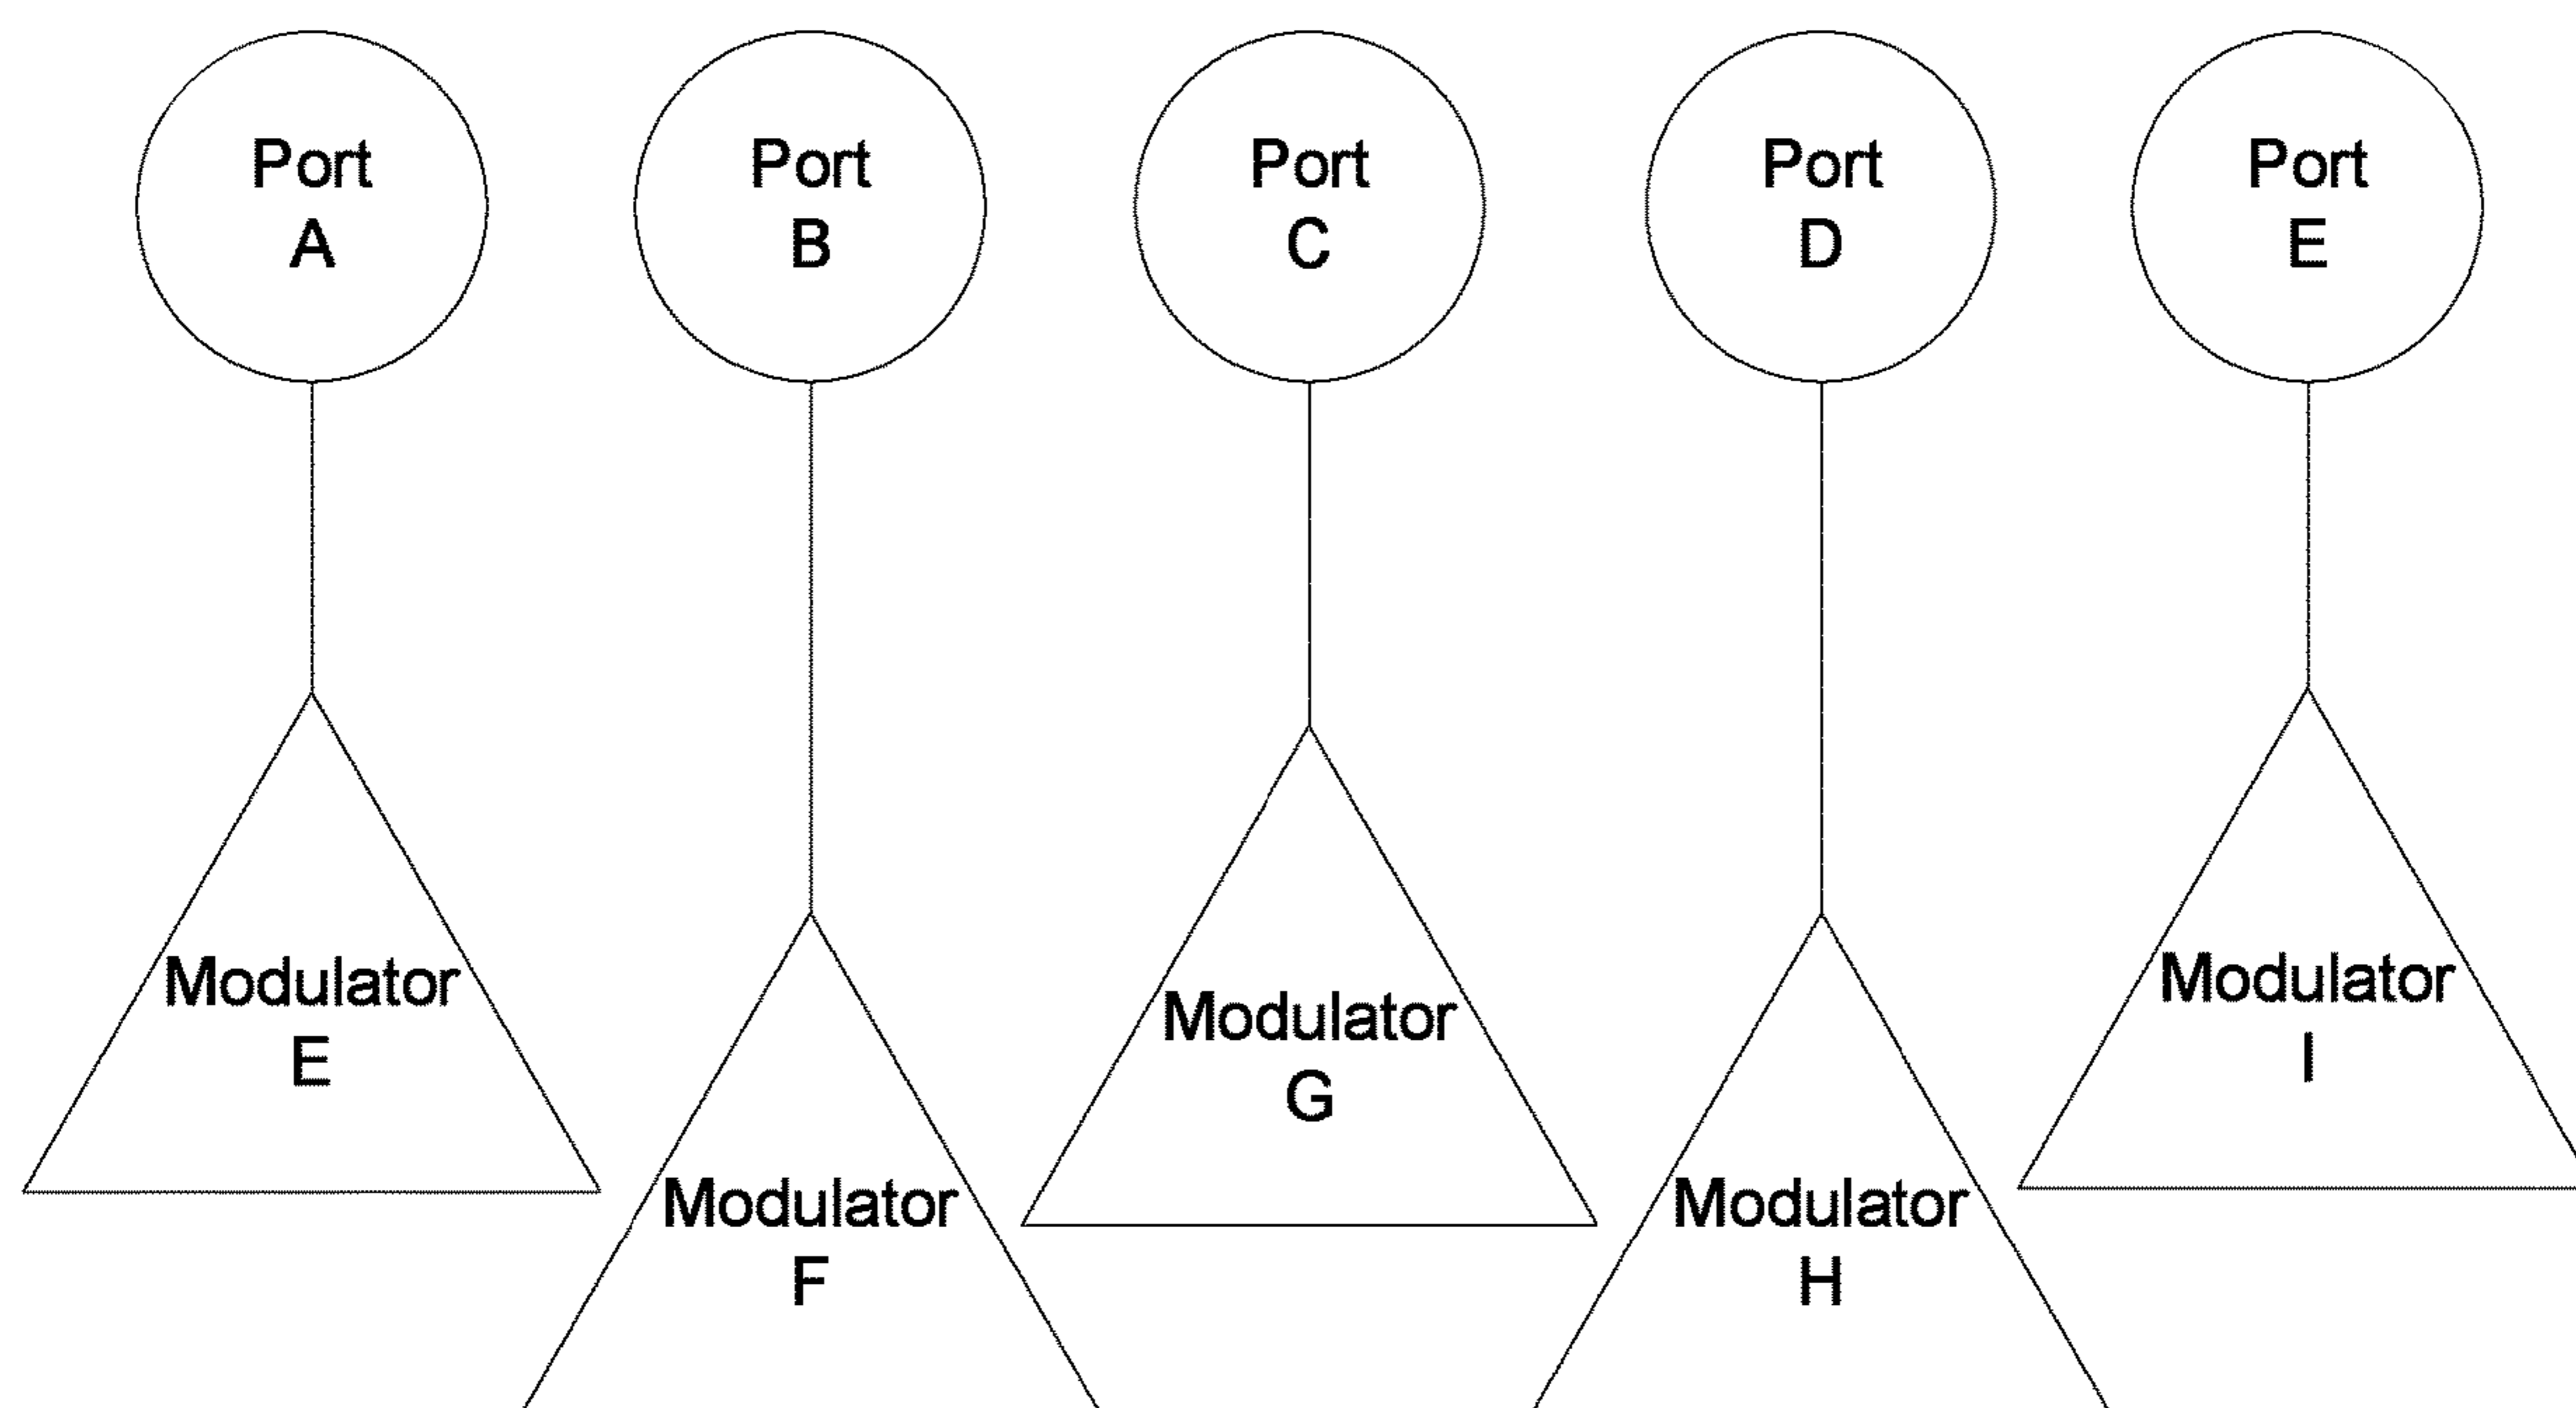 Port
A
Port
B
Port
C
Port
D
Port
E
Modulator
E
Modulator
F
Modulator
G
Modulator
H
Modulator
I